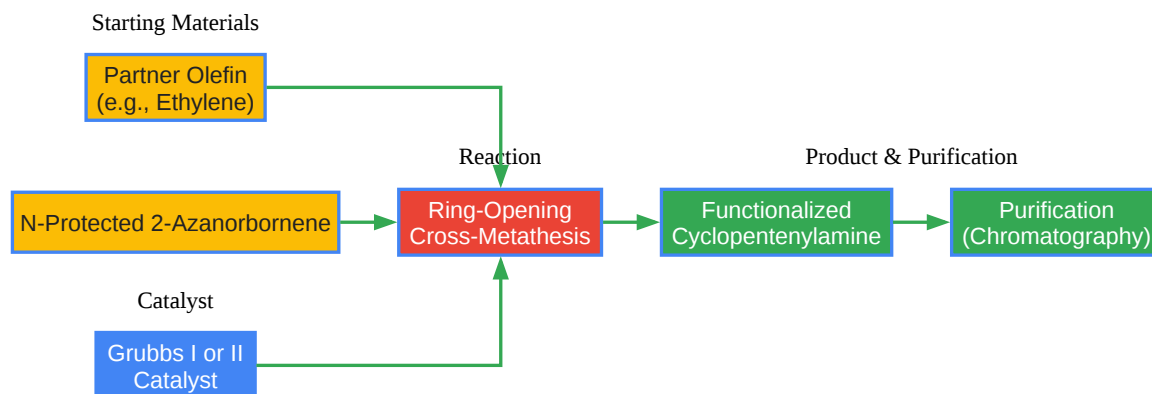 Starting Materials
Partner Olefin
(e.g., Ethylene)
Reaction
Product & Purification
N-Protected 2-Azanorbornene
Ring-Opening
Cross-Metathesis
Functionalized
Cyclopentenylamine
Purification
(Chromatography)
Catalyst
Grubbs I or II
Catalyst